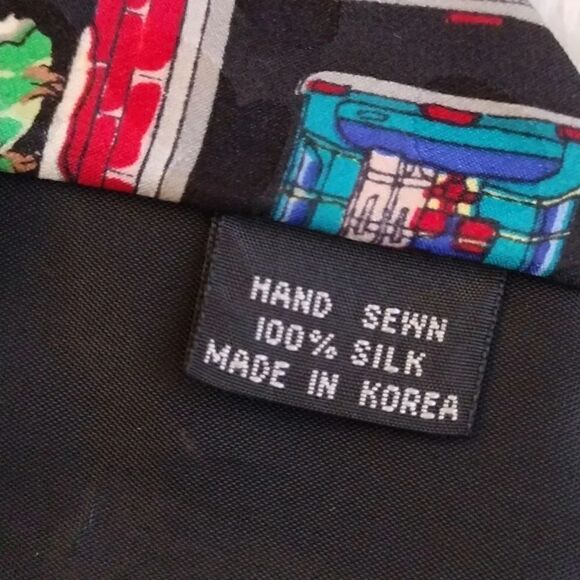 HAND SEWN
100% SILK
MADE IN KOREA